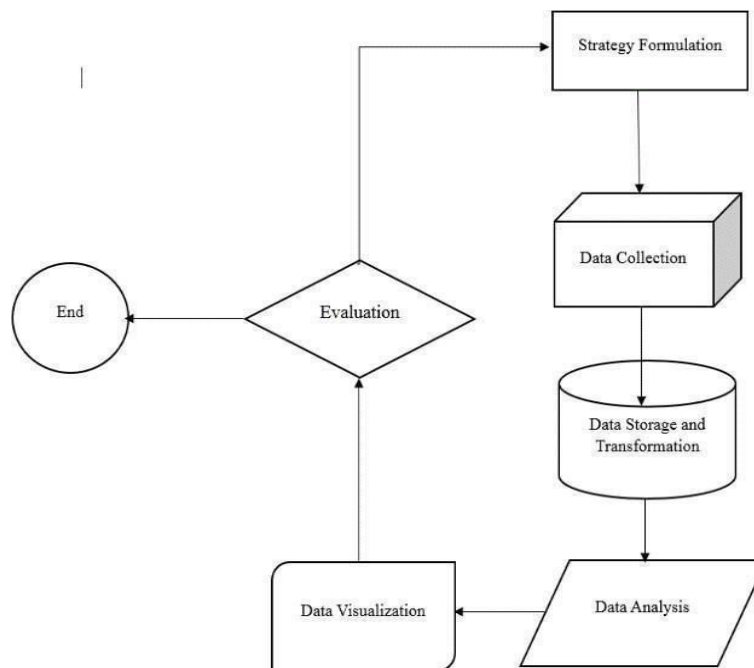 Strategy Formulation
Data Collection
End
Evaluation
Data Storage and
Transformation
Data Visualization
Data Analysis